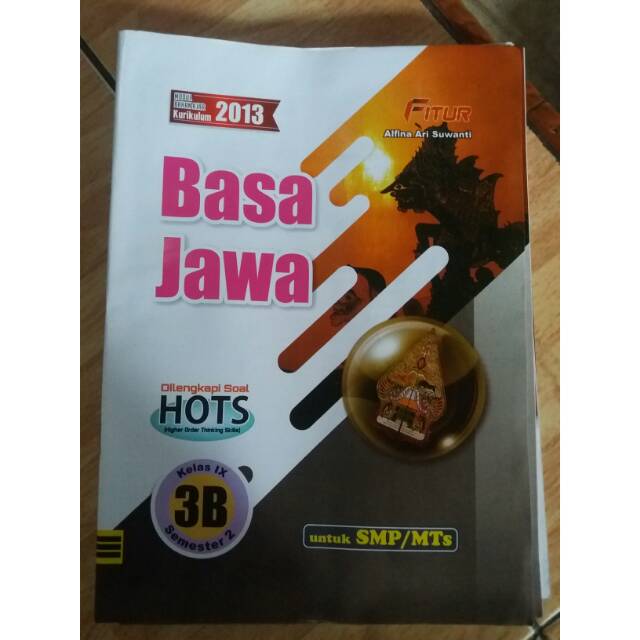 Kurikulum 2013
FITUR
Alfina Ari Suwanti
Basa
Jawa
Dilengkapi Soal
HOTS
(Higher Order Thinking Skills)
Kelas IX
3B
Semester 2
untuk SMP/MTs